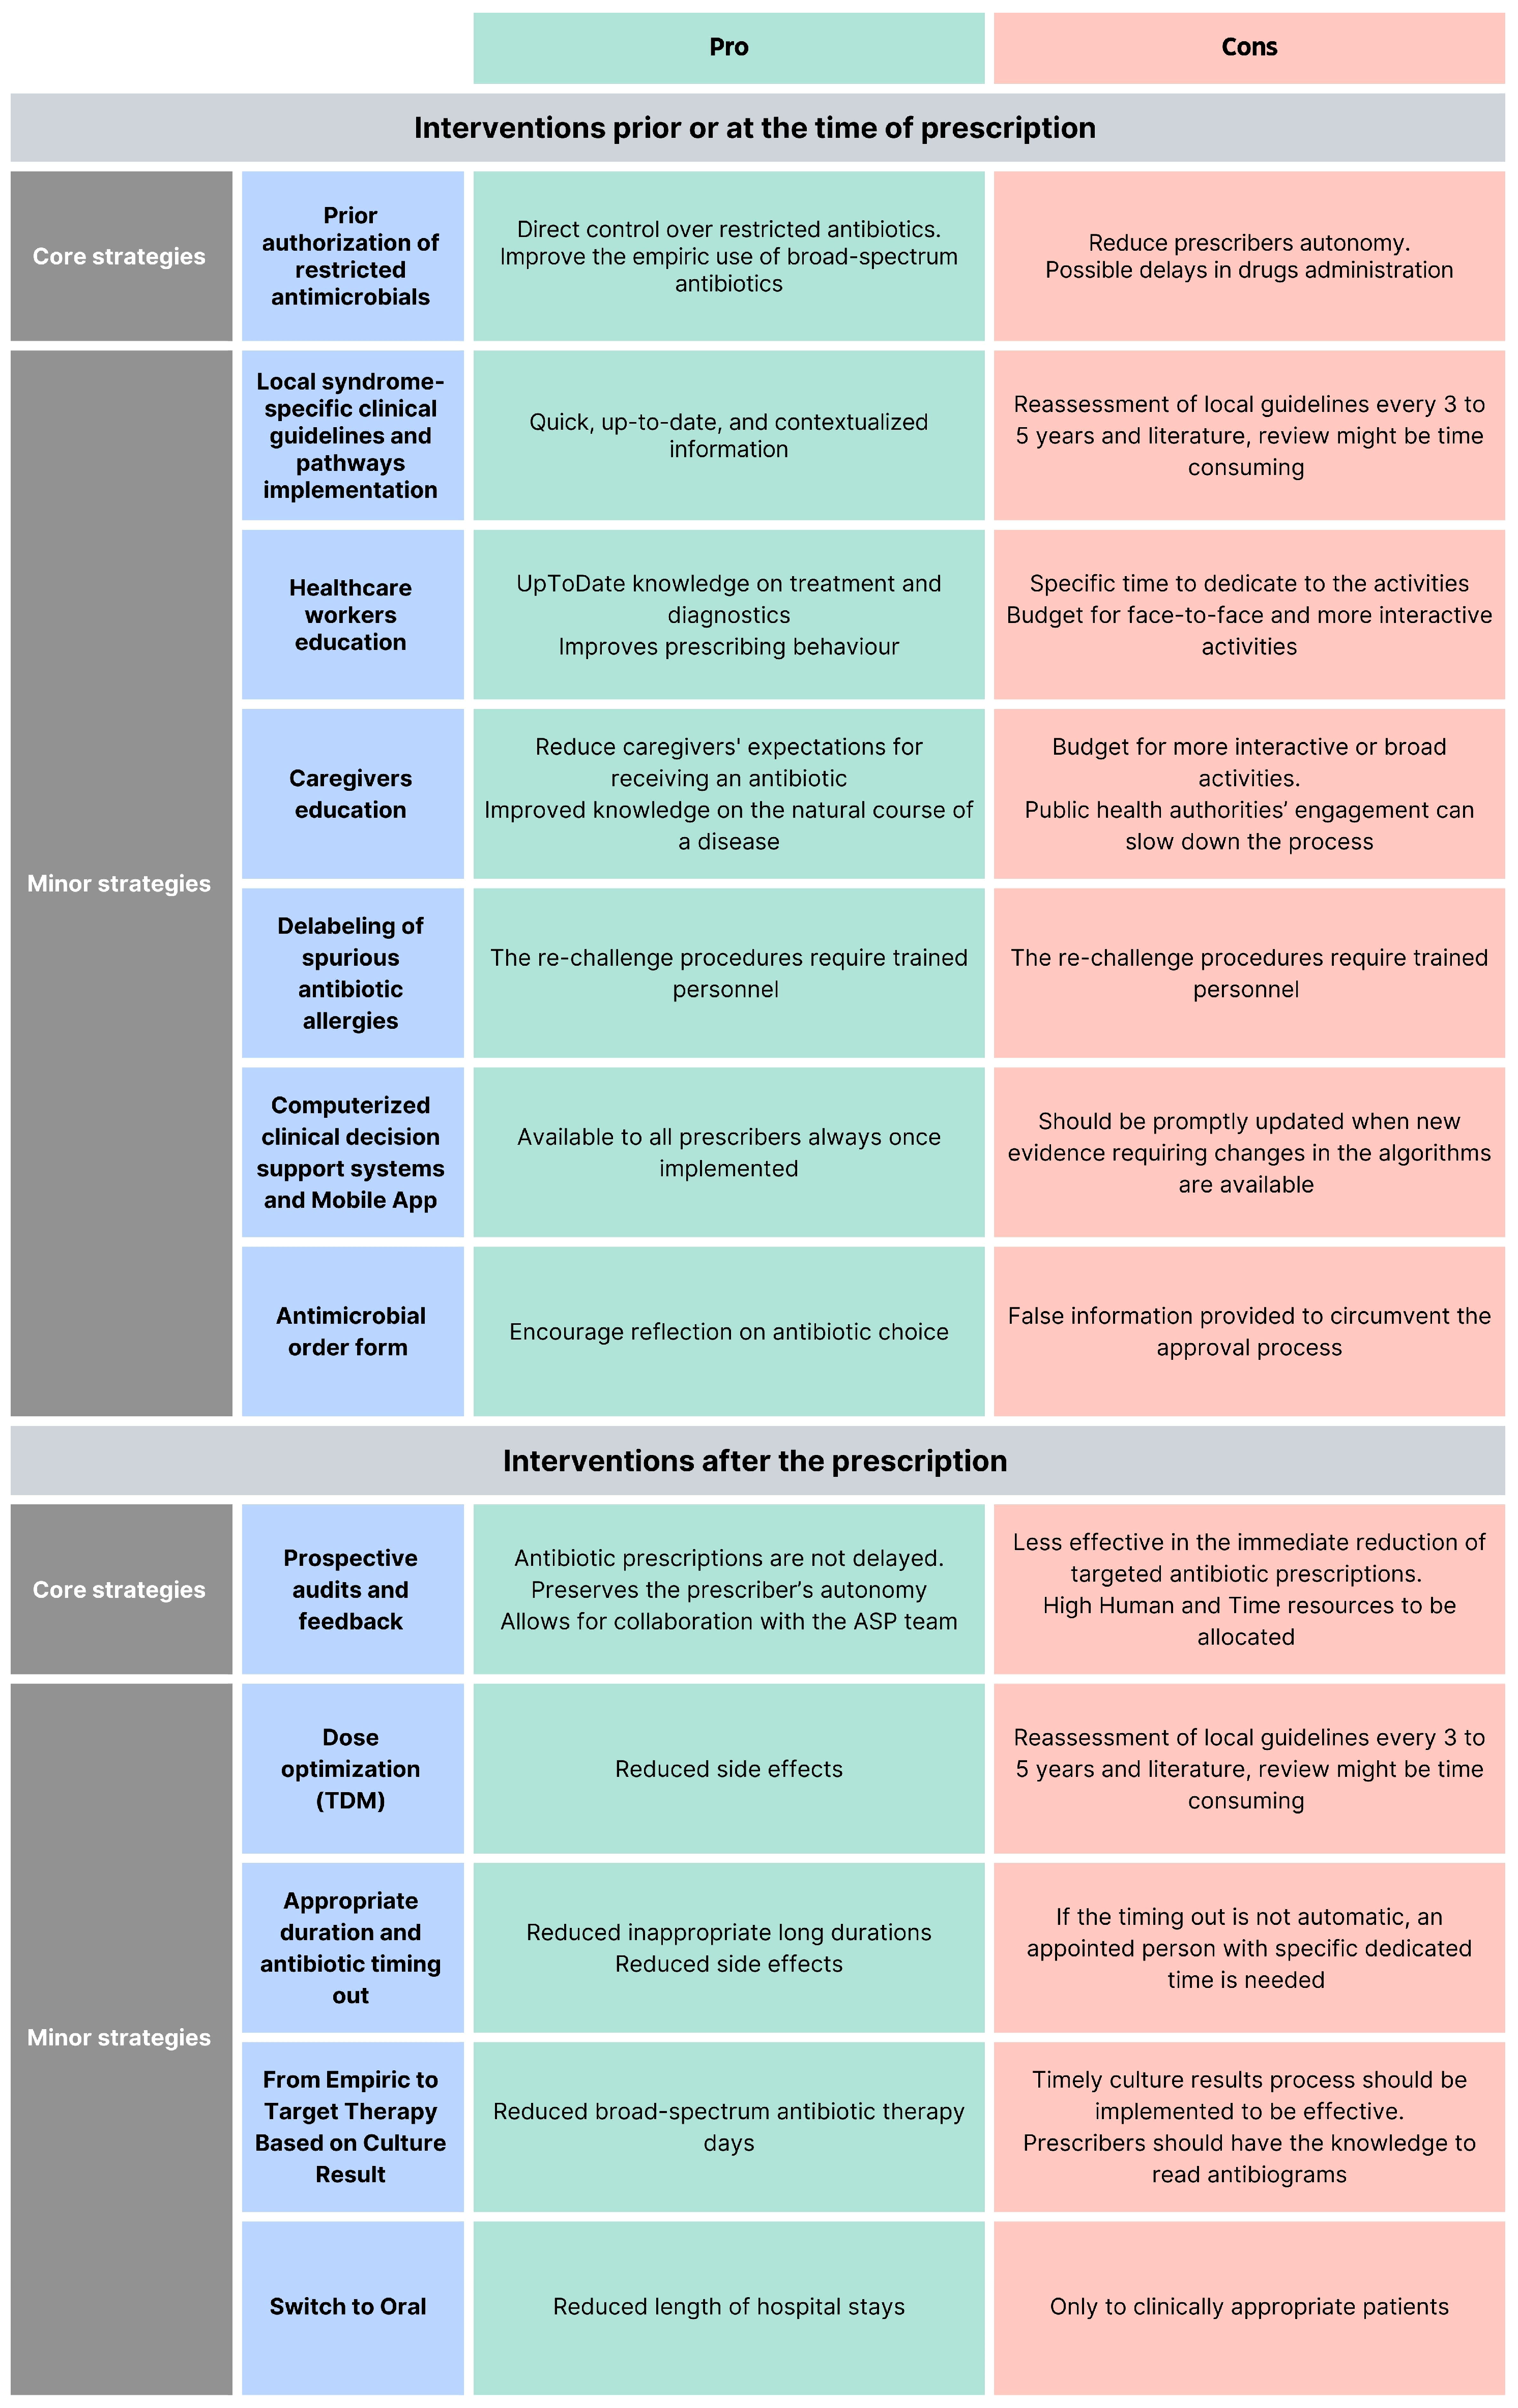 Pro
Cons
Interventions prior or at the time of prescription
Core strategies
Prior
authorization of
restricted
antimicrobials
Direct control over restricted antibiotics.
Improve the empiric use of broad-spectrum
antibiotics
Reduce prescribers autonomy.
Possible delays in drugs administration
Minor strategies
Local syndrome-
specific clinical
guidelines and
pathways
implementation
Quick, up-to-date, and contextualized
information
Reassessment of local guidelines every 3 to
5 years and literature, review might be time
consuming
Healthcare
workers
education
UpToDate knowledge on treatment and
diagnostics
Improves prescribing behaviour
Specific time to dedicate to the activities
Budget for face-to-face and more interactive
activities
Caregivers
education
Reduce caregivers' expectations for
receiving an antibiotic
Improved knowledge on the natural course of
a disease
Budget for more interactive or broad
activities.
Public health authorities’ engagement can
slow down the process
Delabeling of
spurious
antibiotic
allergies
The re-challenge procedures require trained
personnel
The re-challenge procedures require trained
personnel
Computerized
clinical decision
support systems
and Mobile App
Available to all prescribers always once
implemented
Should be promptly updated when new
evidence requiring changes in the algorithms
are available
Antimicrobial
order form
Encourage reflection on antibiotic choice
False information provided to circumvent the
approval process
Interventions after the prescription
Core strategies
Prospective
audits and
feedback
Antibiotic prescriptions are not delayed.
Preserves the prescriber’s autonomy
Allows for collaboration with the ASP team
Less effective in the immediate reduction of
targeted antibiotic prescriptions.
High Human and Time resources to be
allocated
Minor strategies
Dose
optimization
(TDM)
Reduced side effects
Reassessment of local guidelines every 3 to
5 years and literature, review might be time
consuming
Appropriate
duration and
antibiotic timing
out
Reduced inappropriate long durations
Reduced side effects
If the timing out is not automatic, an
appointed person with specific dedicated
time is needed
From Empiric to
Target Therapy
Based on Culture
Result
Reduced broad-spectrum antibiotic therapy
days
Timely culture results process should be
implemented to be effective.
Prescribers should have the knowledge to
read antibiograms
Switch to Oral
Reduced length of hospital stays
Only to clinically appropriate patients